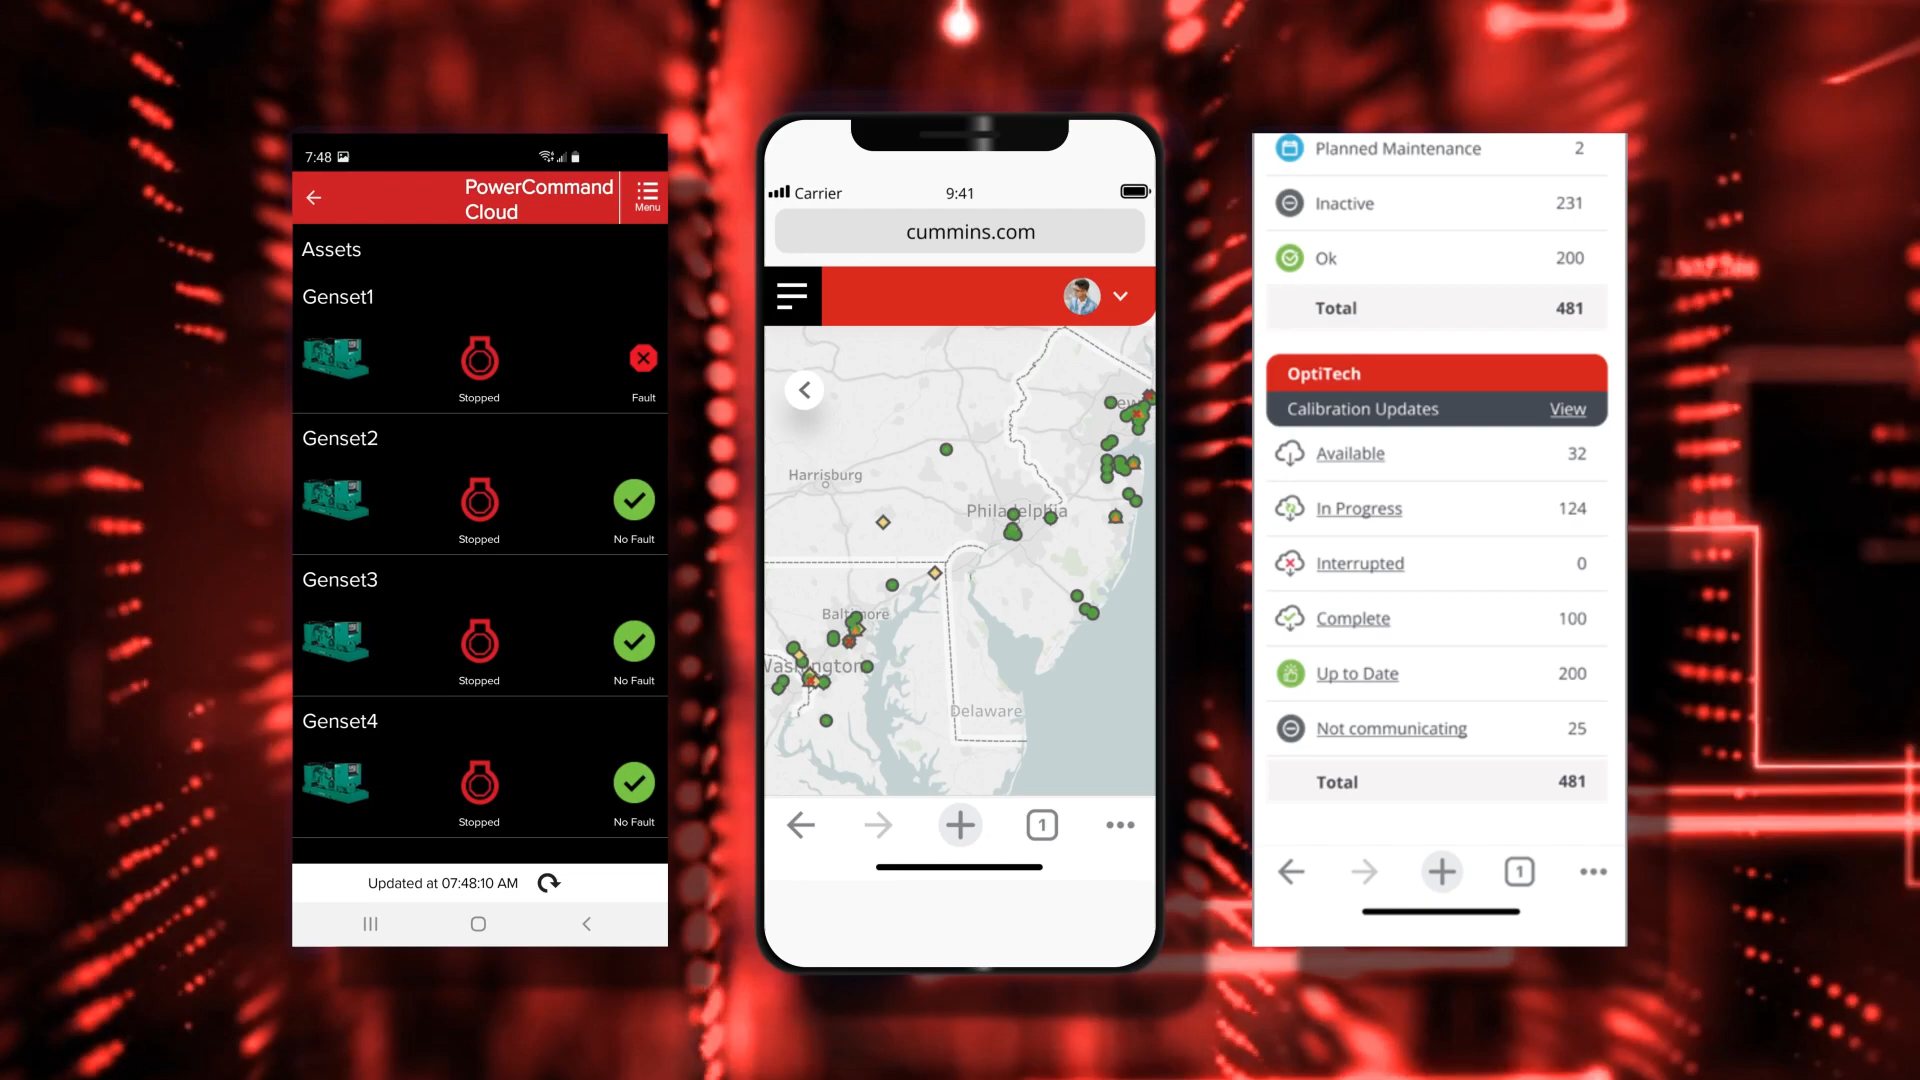 7:48
PowerCommand
Cloud
Menu
Assets
Genset1
Stopped
Fault
Genset2
Stopped
No Fault
Genset3
Stopped
No Fault
Genset4
Stopped
No Fault
Updated at 07:48:10 AM
Carrier
9:41
cummins.com
Harrisburg
Philadelphia
Baltimore
Washington
Delaware
1
Planned Maintenance 2
Inactive 231
Ok 200
Total 481
OptiTech
Calibration Updates View
Available 32
In Progress 124
Interrupted 0
Complete 100
Up to Date 200
Not communicating 25
Total 481
1